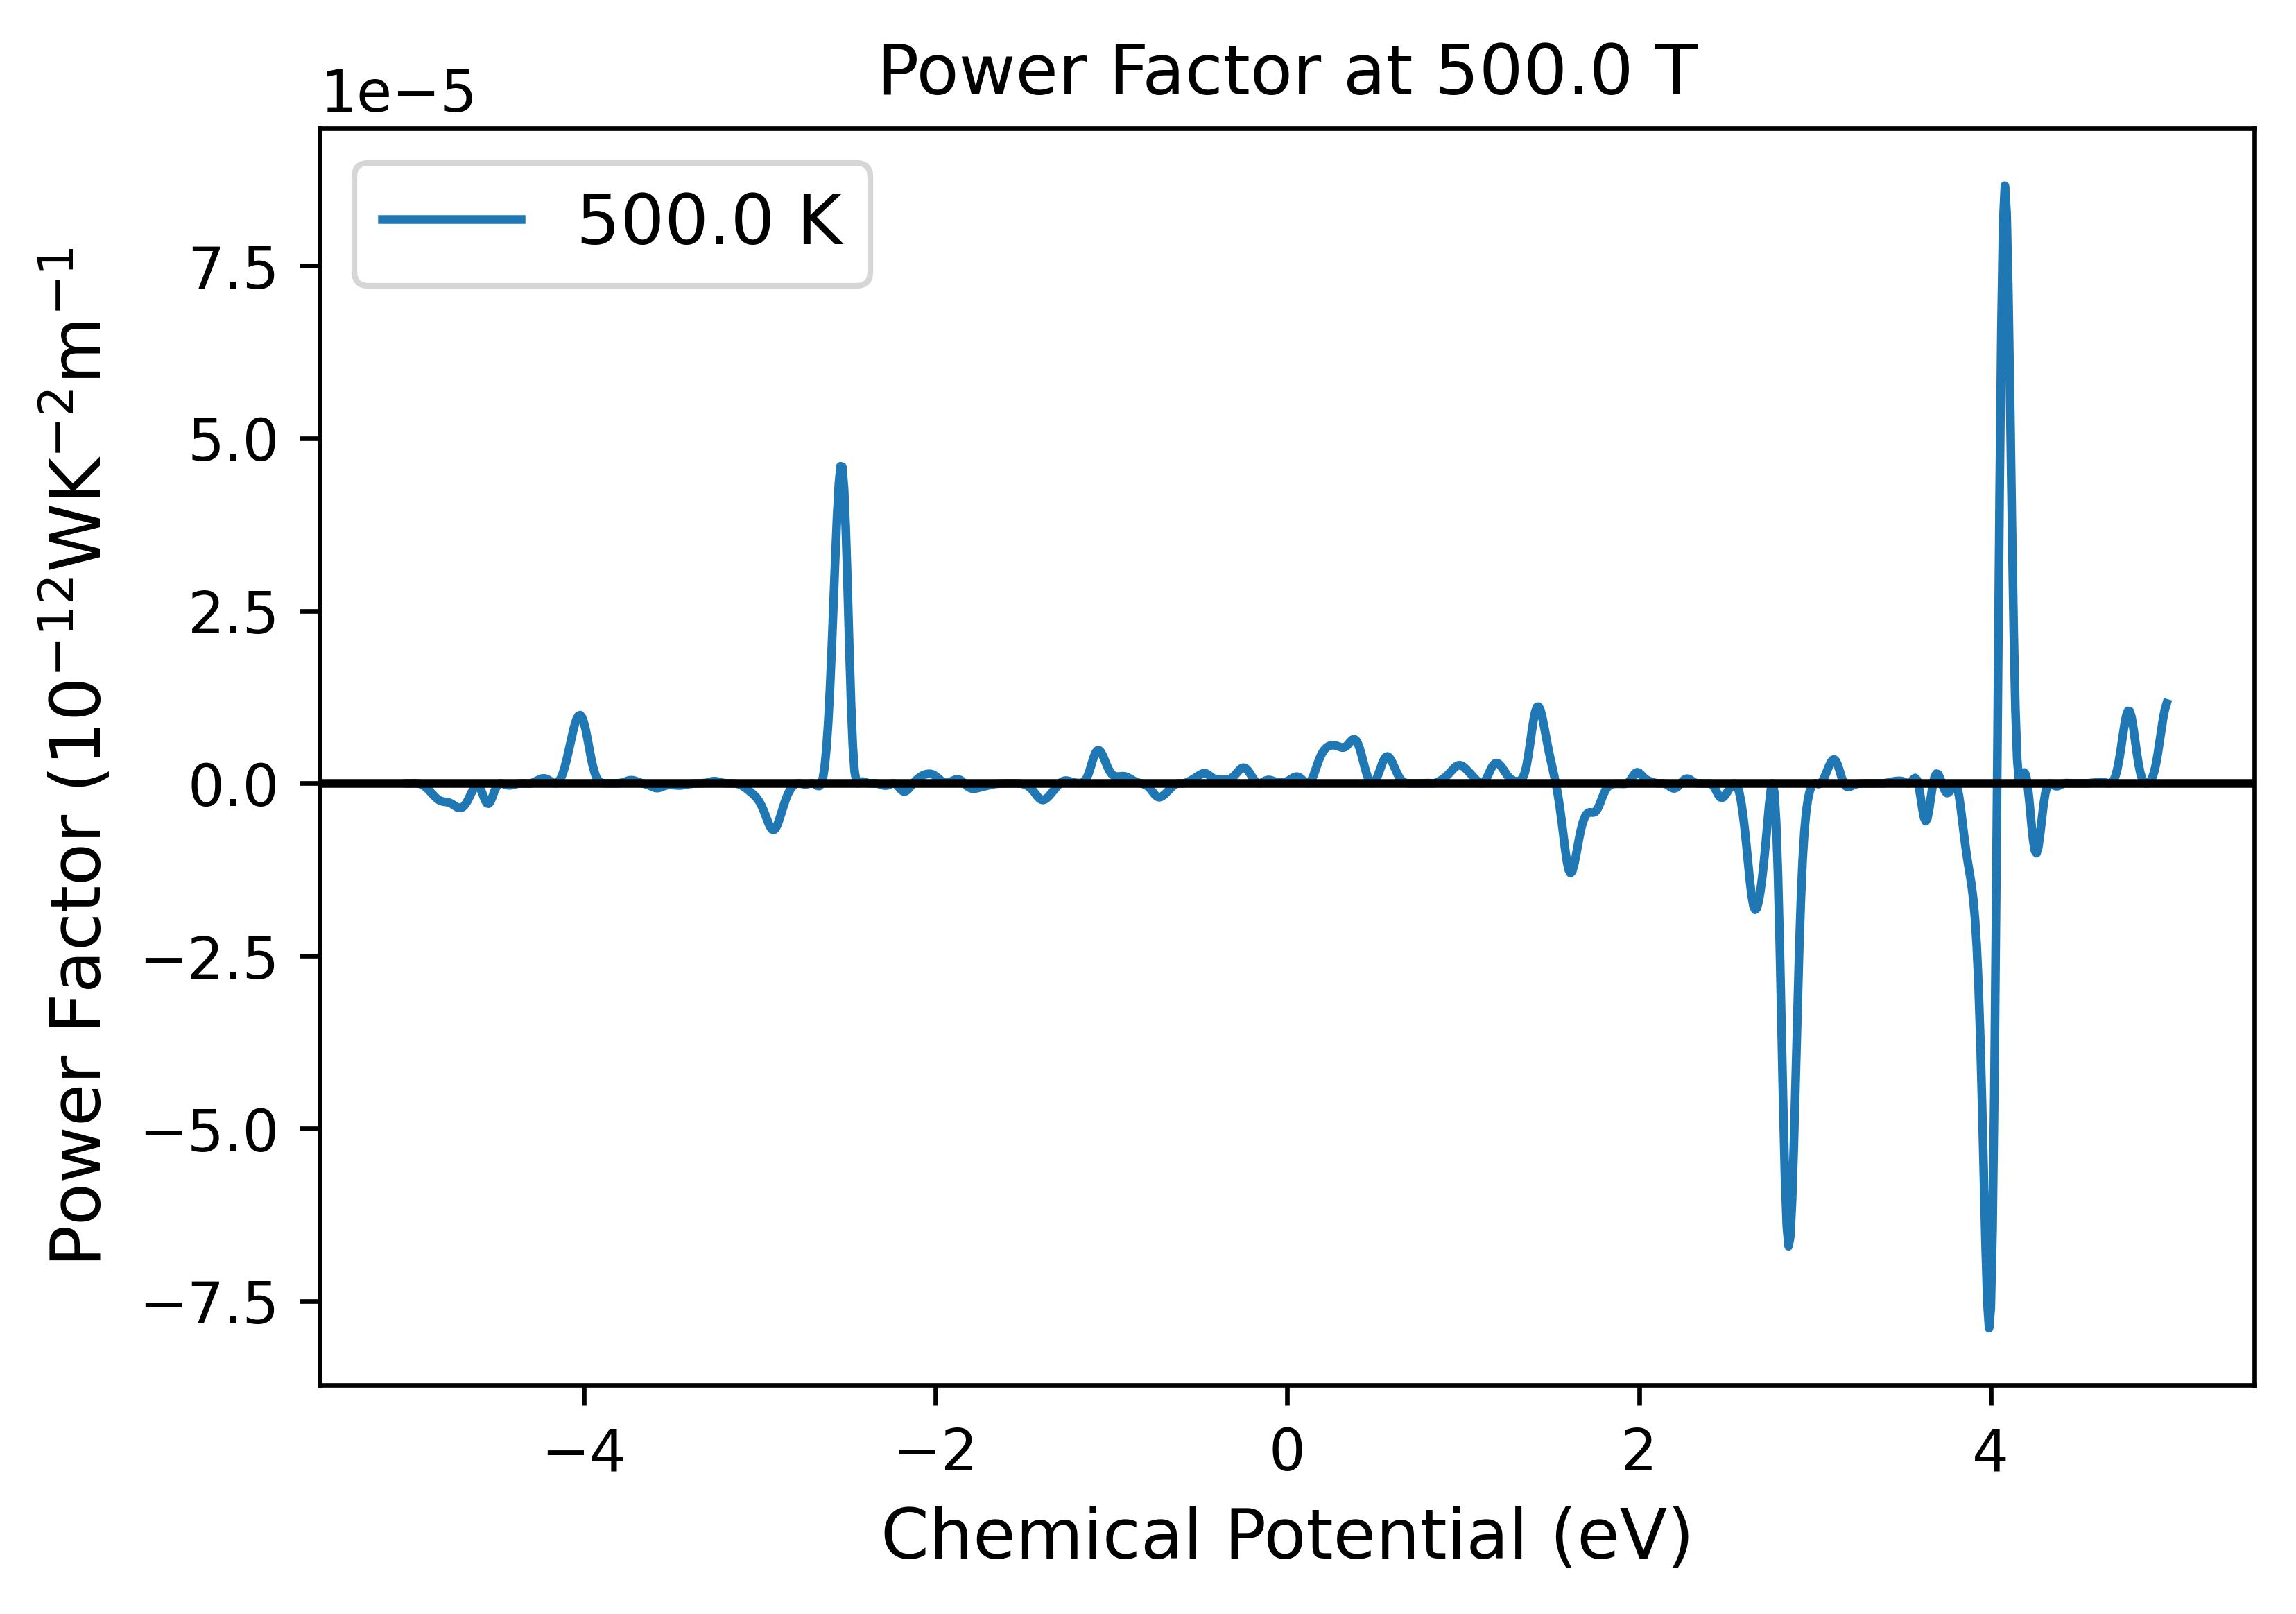 Power Factor at 500.0 T
1e−5
500.0 K
7.5
5.0
2.5
0.0
−2.5
−5.0
−7.5
Power Factor (10⁻¹²WK⁻²m⁻¹
−4
−2
0
2
4
Chemical Potential (eV)